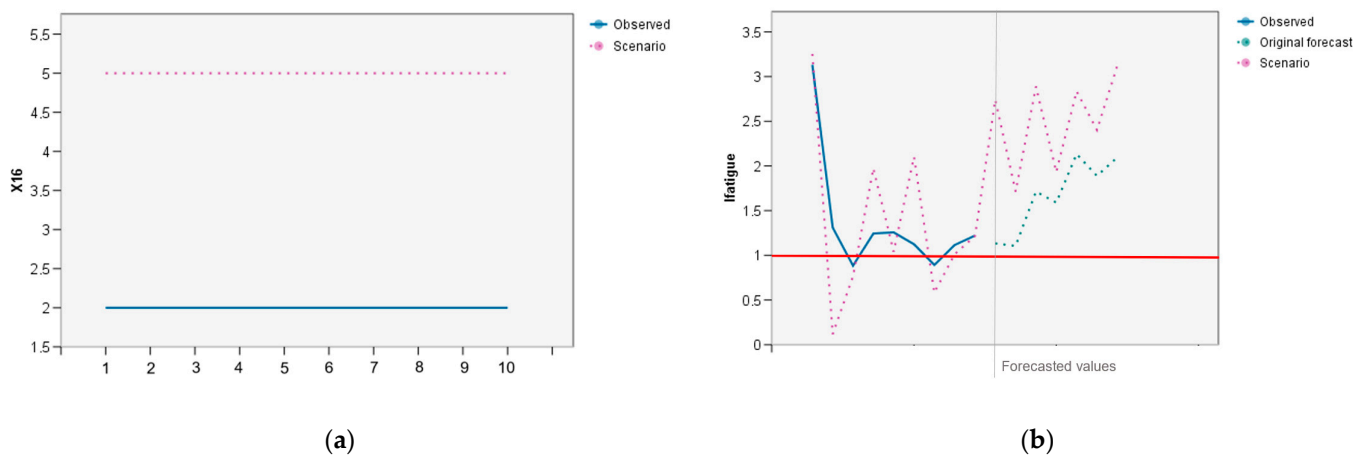 X16
5.5
5
4.5
4
3.5
3
2.5
2
1.5
1 2 3 4 5 6 7 8 9 10
Observed
Scenario
(a)
Ifatigue
3.5
3
2.5
2
1.5
1
0.5
0
Forecasted values
Observed
Original forecast
Scenario
(b)